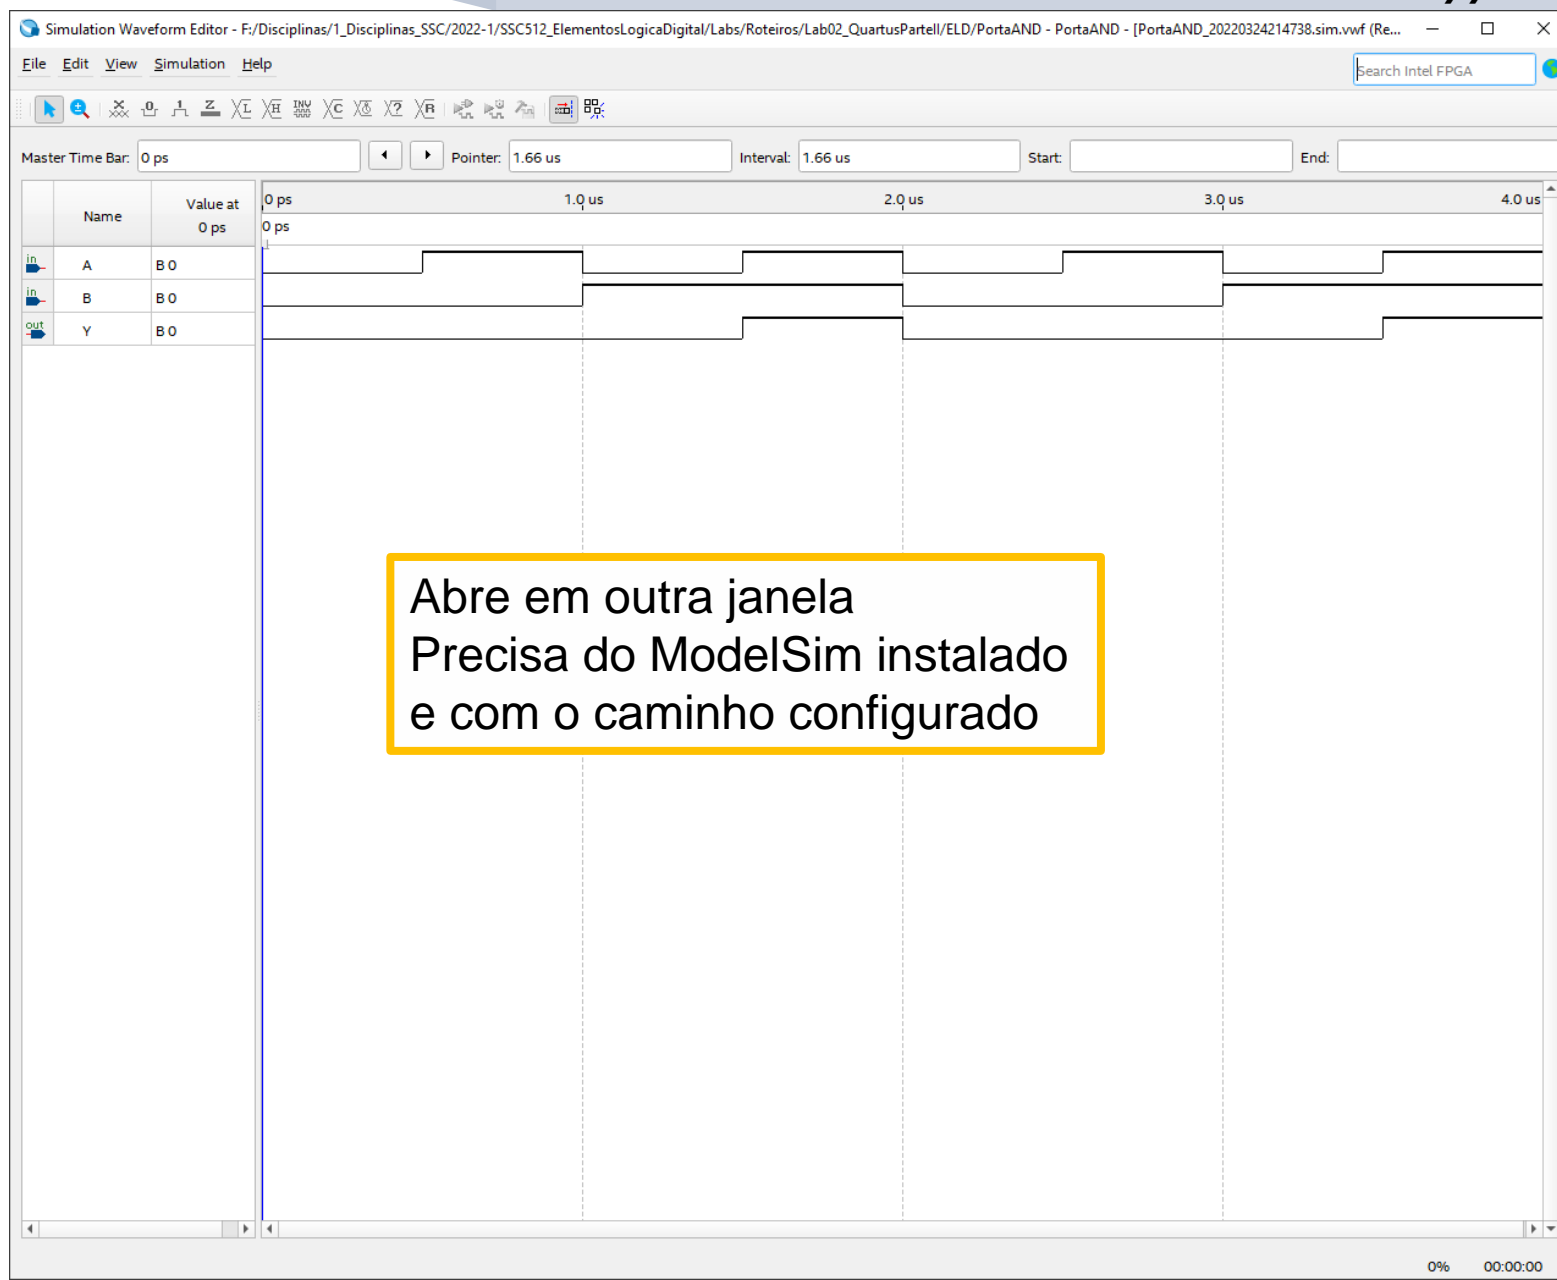 Simulation Waveform Editor - F:/Disciplinas/1_Disciplinas_SSC/2022-1/SSC512_ElementosLogicaDigital/Labs/Roteiros/Lab02_QuartusPartell/ELD/PortaAND - PortaAND - [PortaAND_20220324214738.sim.vwf (Re...
File Edit View Simulation Help
Search Intel FPGA
Master Time Bar: 0 ps Pointer: 1.66 us Interval: 1.66 us Start: End:
Name Value at 0 ps
0 ps 1.0 us 2.0 us 3.0 us 4.0 us
0 ps
in A B 0
in B B 0
out Y B 0
Abre em outra janela
Precisa do ModelSim instalado
e com o caminho configurado
0% 00:00:00